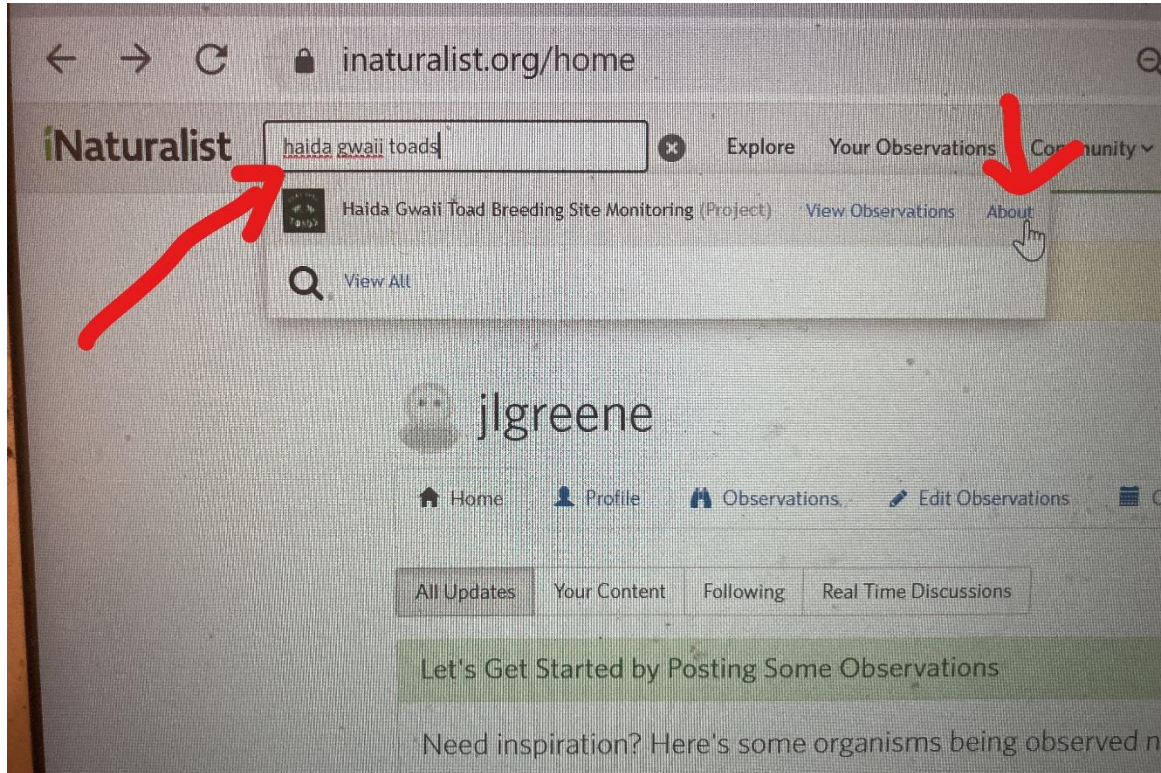 inaturalist.org/home
iNaturalist haida gwaii toads Explore Your Observations Community
Haida Gwaii Toad Breeding Site Monitoring (Project) View Observations About
View All
jlgreene
Home Profile Observations Edit Observations
All Updates Your Content Following Real Time Discussions
Let's Get Started by Posting Some Observations
Need inspiration? Here's some organisms being observed n